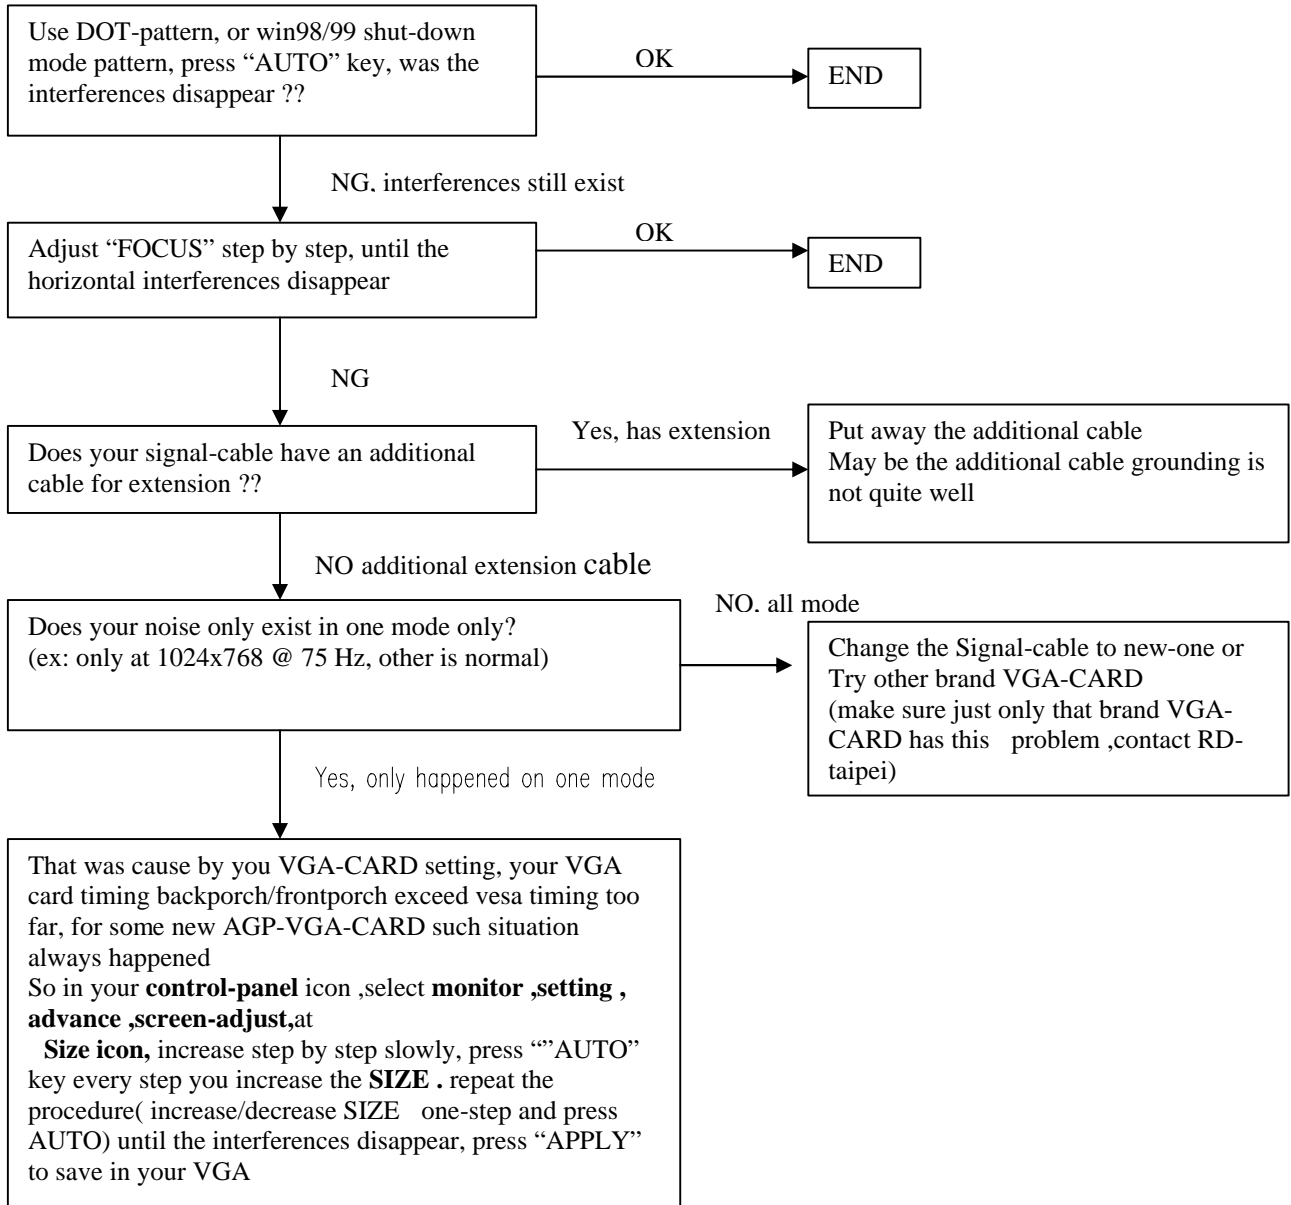 Use DOT-pattern, or win98/99 shut-down
mode pattern, press “AUTO” key, was the
interferences disappear ??
OK
END
NG, interferences still exist
Adjust “FOCUS” step by step, until the
horizontal interferences disappear
OK
END
NG
Does your signal-cable have an additional
cable for extension ??
Yes, has extension
Put away the additional cable
May be the additional cable grounding is
not quite well
NO additional extension cable
Does your noise only exist in one mode only?
(ex: only at 1024x768 @ 75 Hz, other is normal)
NO, all mode
Change the Signal-cable to new-one or
Try other brand VGA-CARD
(make sure just only that brand VGA-
CARD has this problem ,contact RD-
taipei)
Yes, only happened on one mode
That was cause by you VGA-CARD setting, your VGA
card timing backporch/frontporch exceed vesa timing too
far, for some new AGP-VGA-CARD such situation
always happened
So in your control-panel icon ,select monitor ,setting ,
advance ,screen-adjust,at
Size icon, increase step by step slowly, press “”AUTO”
key every step you increase the SIZE . repeat the
procedure( increase/decrease SIZE one-step and press
AUTO) until the interferences disappear, press “APPLY”
to save in your VGA